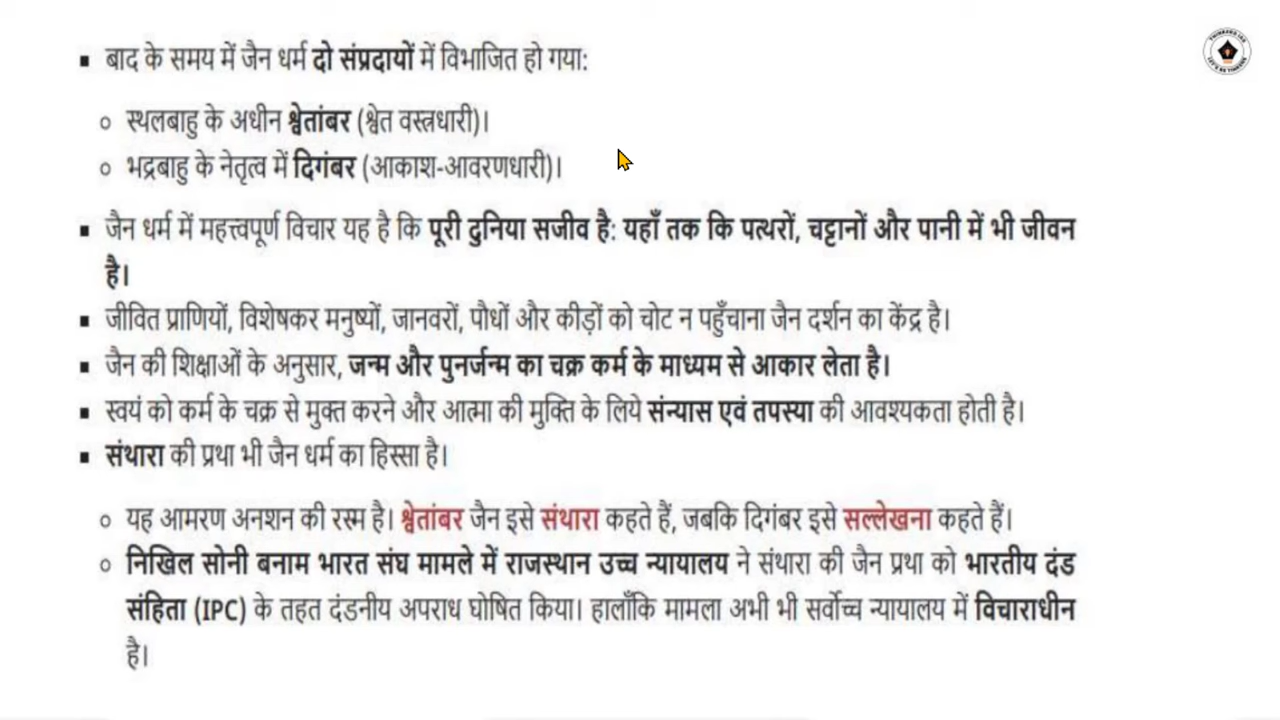 ▪ बाद के समय में जैन धर्म दो संप्रदायों में विभाजित हो गया:
○ स्थलबाहु के अधीन श्वेतांबर (श्वेत वस्त्रधारी)।
○ भद्रबाहु के नेतृत्व में दिगंबर (आकाश-आवरणधारी)।
▪ जैन धर्म में महत्त्वपूर्ण विचार यह है कि पूरी दुनिया सजीव है: यहाँ तक कि पत्थरों, चट्टानों और पानी में भी जीवन
है।
▪ जीवित प्राणियों, विशेषकर मनुष्यों, जानवरों, पौधों और कीड़ों को चोट न पहुँचाना जैन दर्शन का केंद्र है।
▪ जैन की शिक्षाओं के अनुसार, जन्म और पुनर्जन्म का चक्र कर्म के माध्यम से आकार लेता है।
▪ स्वयं को कर्म के चक्र से मुक्त करने और आत्मा की मुक्ति के लिये संन्यास एवं तपस्या की आवश्यकता होती है।
▪ संथारा की प्रथा भी जैन धर्म का हिस्सा है।
○ यह आमरण अनशन की रस्म है। श्वेतांबर जैन इसे संथारा कहते हैं, जबकि दिगंबर इसे सल्लेखना कहते हैं।
○ निखिल सोनी बनाम भारत संघ मामले में राजस्थान उच्च न्यायालय ने संथारा की जैन प्रथा को भारतीय दंड
संहिता (IPC) के तहत दंडनीय अपराध घोषित किया। हालाँकि मामला अभी भी सर्वोच्च न्यायालय में विचाराधीन
है।